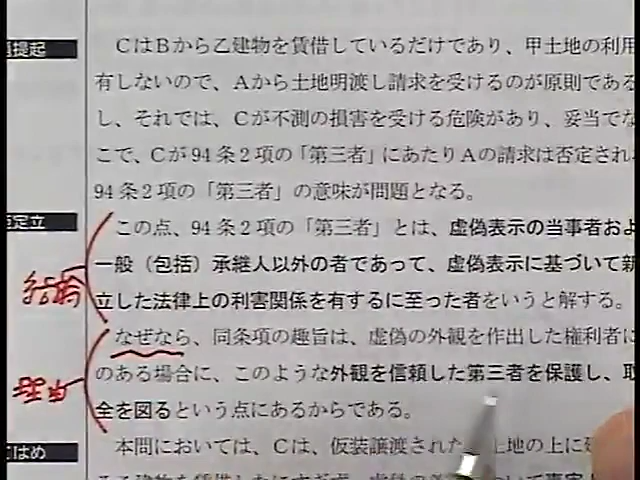 題提起
CはBから乙建物を賃借しているだけであり、甲土地の利用
有しないので、Aから土地明渡し請求を受けるのが原則である
し、それでは、Cが不測の損害を受ける危険があり、妥当でな
こで、Cが94条2項の「第三者」にあたりAの請求は否定され
94条2項の「第三者」の意味が問題となる。
定立
この点、94条2項の「第三者」とは、虚偽表示の当事者およ
一般（包括）承継人以外の者であって、虚偽表示に基づいて新
立した法律上の利害関係を有するに至った者をいうと解する。
結論
なぜなら、同条項の趣旨は、虚偽の外観を作出した権利者に
のある場合に、このような外観を信頼した第三者を保護し、取
理由
全を図るという点にあるからである。
本問においては、Cは、仮装譲渡された 土地の上に建
てはめ